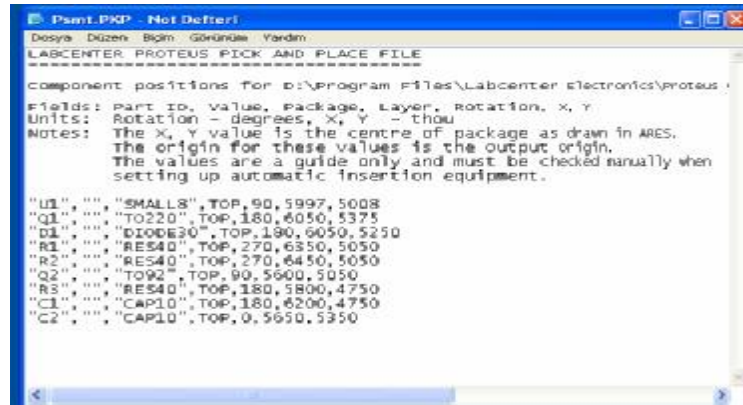 Psmt.PKP - Not Defteri
Dosya Düzen Biçim Görünüm Yardım
LABCENTER PROTEUS PICK AND PLACE FILE
=====================================
Component positions for D:\Program Files\Labcenter Electronics\Proteus
Fields: Part ID, Value, Package, Layer, Rotation, X, Y
Units: Rotation - degrees, X, Y - thou
Notes: The X, Y value is the centre of package as drawn in ARES.
The origin for these values is the output origin.
The values are a guide only and must be checked manually when
setting up automatic insertion equipment.
"U1","","SMALL8",TOP,90,5997,5008
"Q1","","TO220",TOP,180,6050,5375
"D1","","DIODE30",TOP,180,6050,5250
"R1","","RES40",TOP,270,6350,5050
"R2","","RES40",TOP,270,6450,5050
"Q2","","TO92",TOP,90,5600,5050
"R3","","RES40",TOP,180,5800,4750
"C1","","CAP10",TOP,180,6200,4750
"C2","","CAP10",TOP,0,5650,5350